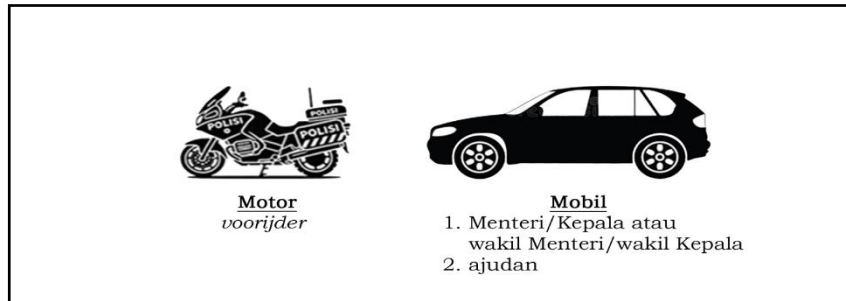 POLISI
POLISI
POLISI
Motor
voorijder
Mobil
1. Menteri/Kepala atau
wakil Menteri/wakil Kepala
2. ajudan